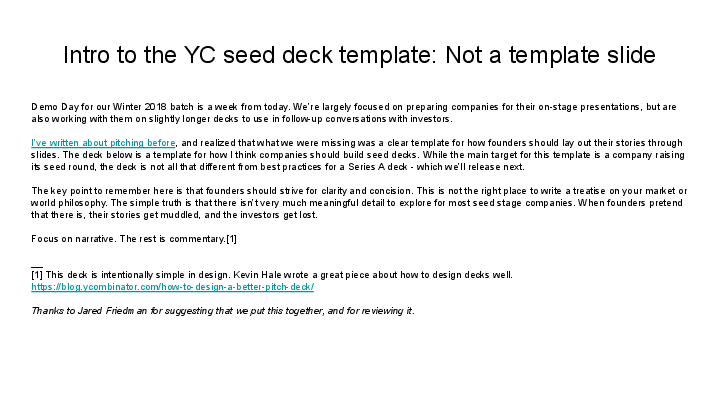 Intro to the YC seed deck template: Not a template slide
Demo Day for our Winter 2018 batch is a week from today. We're largely focused on preparing companies for their on-stage presentations, but are
also working with them on slightly longer decks to use in follow-up conversations with investors.
I've written about pitching before, and realized that what we were missing was a clear template for how founders should lay out their stories through
slides. The deck below is a template for how I think companies should build seed decks. While the main target for this template is a company raising
its seed round, the deck is not all that different from best practices for a Series A deck - which we'll release next.
The key point to remember here is that founders should strive for clarity and concision. This is not the right place to write a treatise on your market or
world philosophy. The simple truth is that there isn't very much meaningful detail to explore for most seed stage companies. When founders pretend
that there is, their stories get muddled, and the investors get lost.
Focus on narrative. The rest is commentary.[1]
__
[1] This deck is intentionally simple in design. Kevin Hale wrote a great piece about how to design decks well.
https://blog.ycombinator.com/how-to-design-a-better-pitch-deck/
Thanks to Jared Friedman for suggesting that we put this together, and for reviewing it.